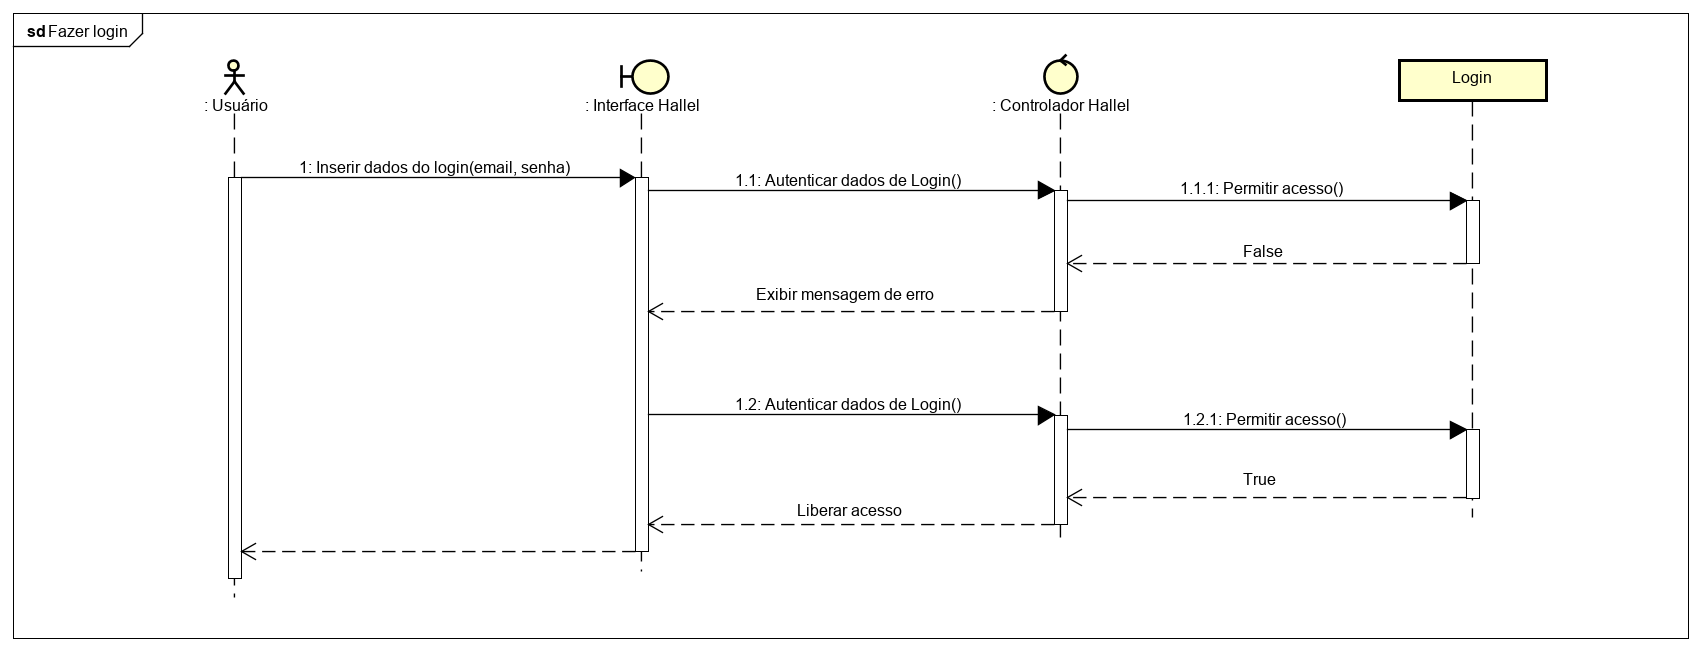 sd Fazer login
: Usuário
: Interface Hallel
: Controlador Hallel
Login
1: Inserir dados do login(email, senha)
1.1: Autenticar dados de Login()
1.1.1: Permitir acesso()
False
Exibir mensagem de erro
1.2: Autenticar dados de Login()
1.2.1: Permitir acesso()
True
Liberar acesso